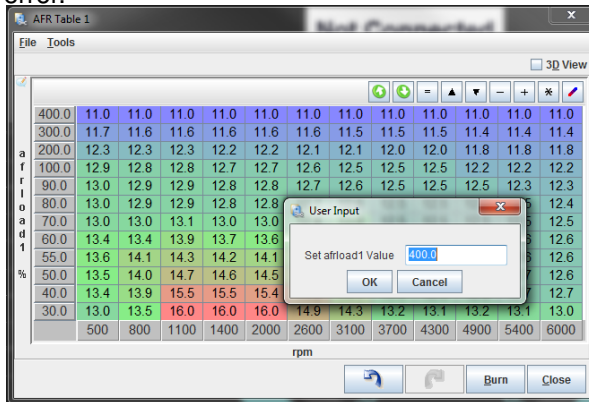 error.
AFR Table 1
Not Connected
File Tools
3D View
= - + *
400.0 11.0 11.0 11.0 11.0 11.0 11.0 11.0 11.0 11.0 11.0 11.0 11.0
300.0 11.7 11.6 11.6 11.6 11.6 11.6 11.5 11.5 11.5 11.4 11.4 11.4
200.0 12.3 12.3 12.3 12.2 12.2 12.1 12.1 12.0 12.0 11.8 11.8 11.8
100.0 12.9 12.8 12.8 12.7 12.7 12.6 12.5 12.5 12.5 12.2 12.2 12.2
90.0 13.0 12.9 12.9 12.8 12.8 12.7 12.6 12.5 12.5 12.5 12.3 12.3
80.0 13.0 12.9 12.9 12.8 12.8 12.4
70.0 13.0 13.0 13.1 13.0 13.0 12.5
60.0 13.4 13.4 13.9 13.7 13.6 12.6
55.0 13.6 14.1 14.3 14.2 14.1 12.6
50.0 13.5 14.0 14.7 14.6 14.5 12.6
40.0 13.4 13.9 15.5 15.5 15.4 12.7
30.0 13.0 13.5 16.0 16.0 16.0 14.9 14.3 13.2 13.1 13.2 13.1 13.0
500 800 1100 1400 2000 2600 3100 3700 4300 4900 5400 6000
afrload1 %
rpm
User Input
Set afrload1 Value 400.0
OK Cancel
Burn Close